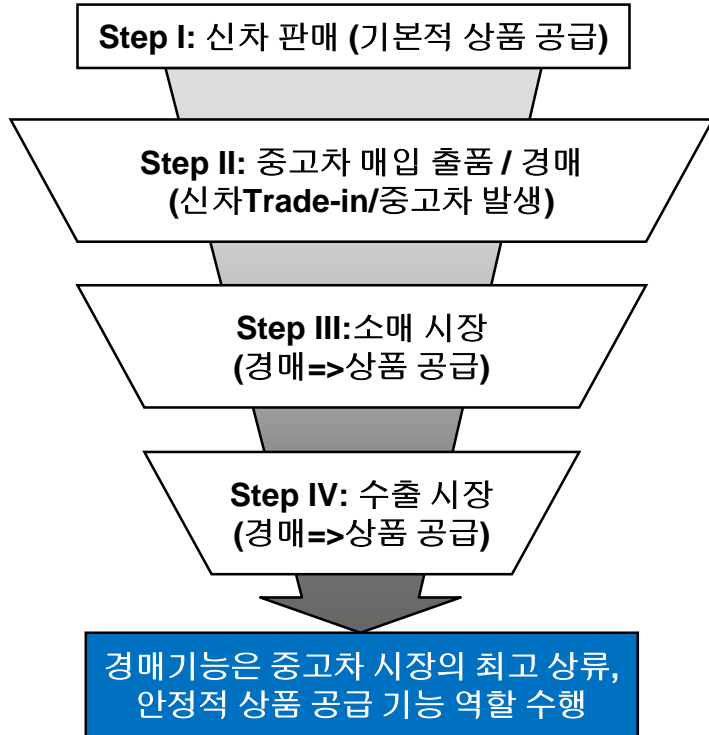 Step I: 신차 판매 (기본적 상품 공급)
Step II: 중고차 매입 출품 / 경매
(신차Trade-in/중고차 발생)
Step III:소매 시장
(경매=>상품 공급)
Step IV: 수출 시장
(경매=>상품 공급)
경매기능은 중고차 시장의 최고 상류,
안정적 상품 공급 기능 역할 수행